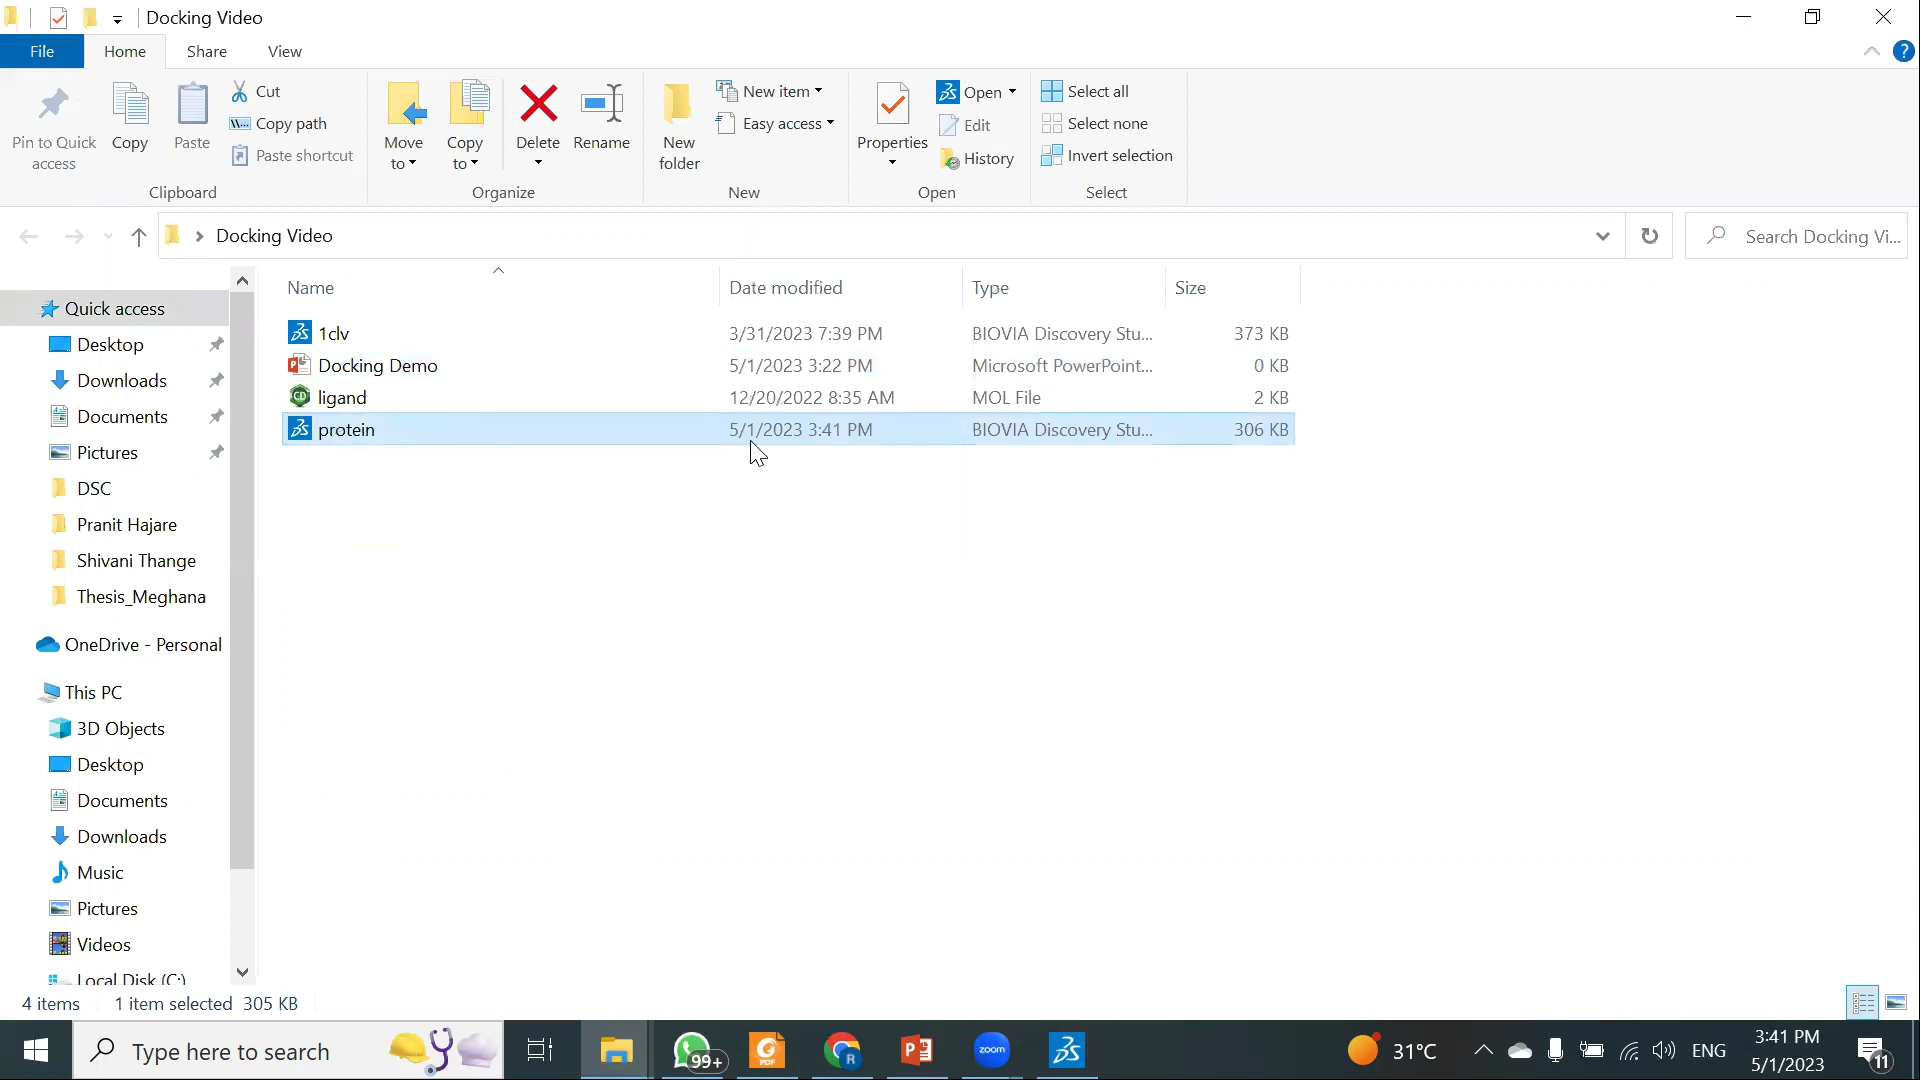 Docking Video
File Home Share View
Pin to Quick access
Copy
Paste
Cut
Copy path
Paste shortcut
Clipboard
Move to
Copy to
Delete
Rename
Organize
New folder
New item
Easy access
New
Properties
Open
Edit
History
Open
Select all
Select none
Invert selection
Select
Docking Video
Search Docking Vi...
Name Date modified Type Size
1clv 3/31/2023 7:39 PM BIOVIA Discovery Stu... 373 KB
Docking Demo 5/1/2023 3:22 PM Microsoft PowerPoint... 0 KB
ligand 12/20/2022 8:35 AM MOL File 2 KB
protein 5/1/2023 3:41 PM BIOVIA Discovery Stu... 306 KB
Quick access
Desktop
Downloads
Documents
Pictures
DSC
Pranit Hajare
Shivani Thange
Thesis_Meghana
OneDrive - Personal
This PC
3D Objects
Desktop
Documents
Downloads
Music
Pictures
Videos
Local Disk (C:)
4 items 1 item selected 305 KB
Type here to search
99+
PDF
R
zoom
31°C
ENG
3:41 PM
5/1/2023
11